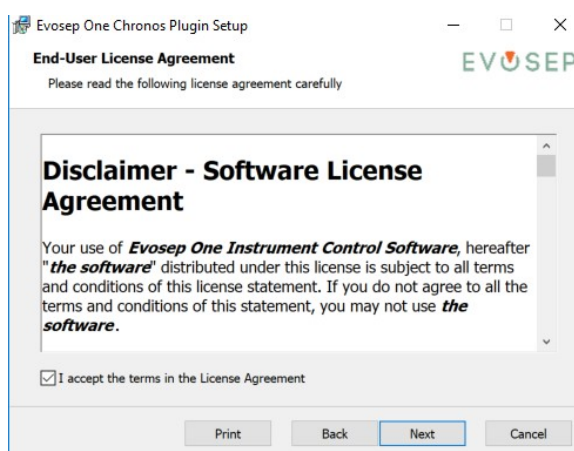 Evosep One Chronos Plugin Setup
End-User License Agreement
Please read the following license agreement carefully
EVOSEP
Disclaimer - Software License
Agreement
Your use of Evosep One Instrument Control Software, hereafter
"the software" distributed under this license is subject to all terms
and conditions of this license statement. If you do not agree to all the
terms and conditions of this statement, you may not use the
software.
I accept the terms in the License Agreement
Print Back Next Cancel